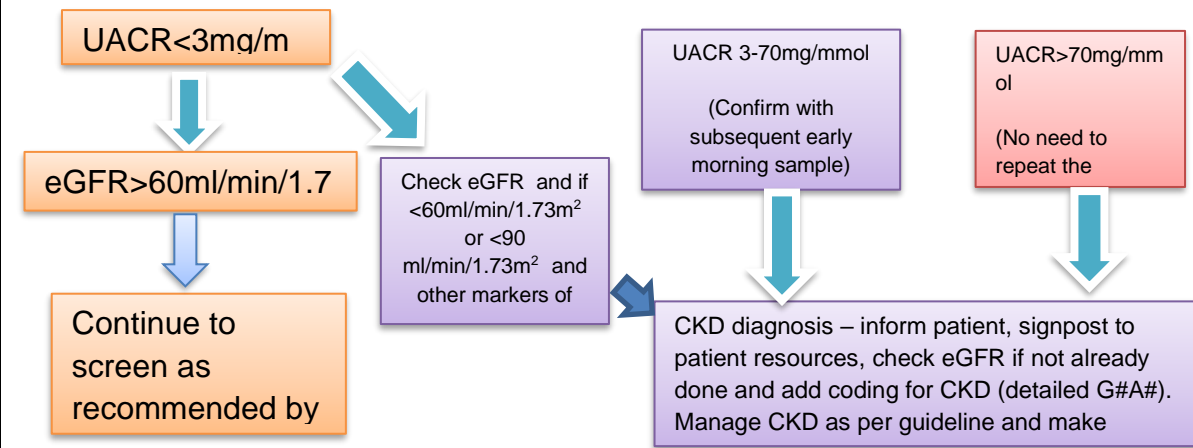 UACR<3mg/m
eGFR>60ml/min/1.7
Continue to
screen as
recommended by
Check eGFR and if
<60ml/min/1.73m²
or <90
ml/min/1.73m² and
other markers of
UACR 3-70mg/mmol
(Confirm with
subsequent early
morning sample)
UACR>70mg/mm
ol
(No need to
repeat the
CKD diagnosis – inform patient, signpost to
patient resources, check eGFR if not already
done and add coding for CKD (detailed G#A#).
Manage CKD as per guideline and make